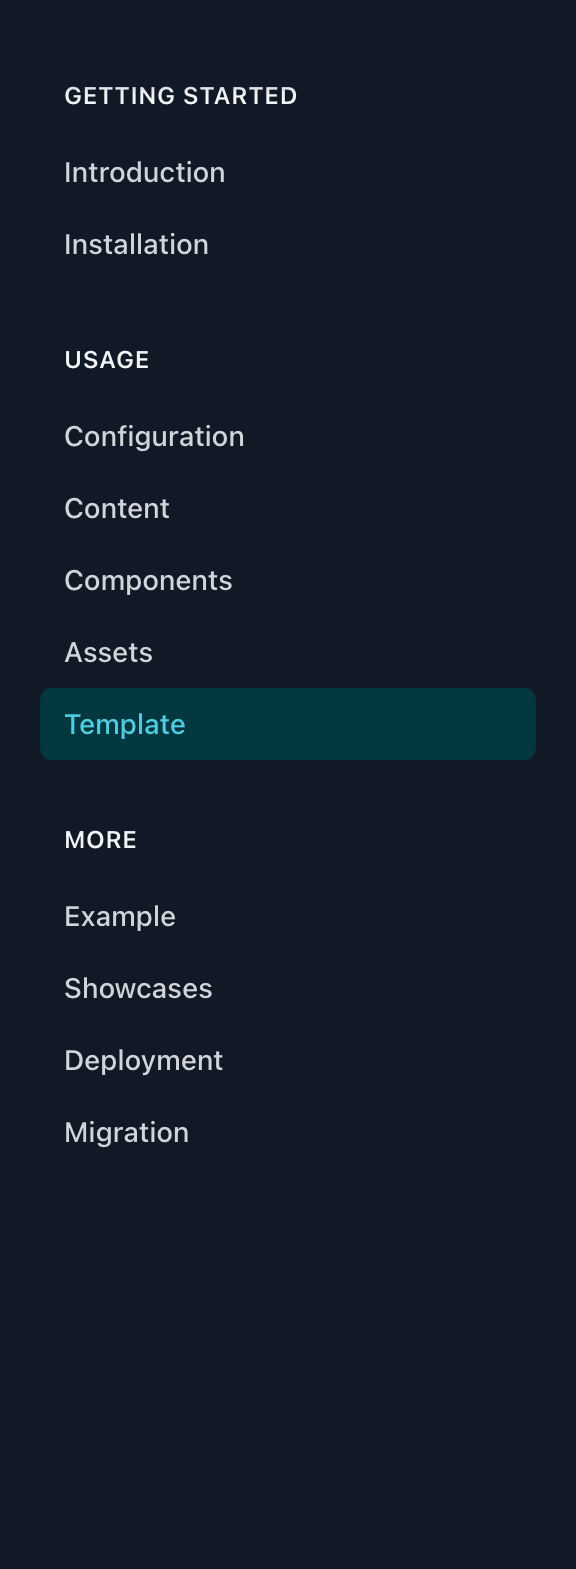 GETTING STARTED
Introduction
Installation
USAGE
Configuration
Content
Components
Assets
Template
MORE
Example
Showcases
Deployment
Migration